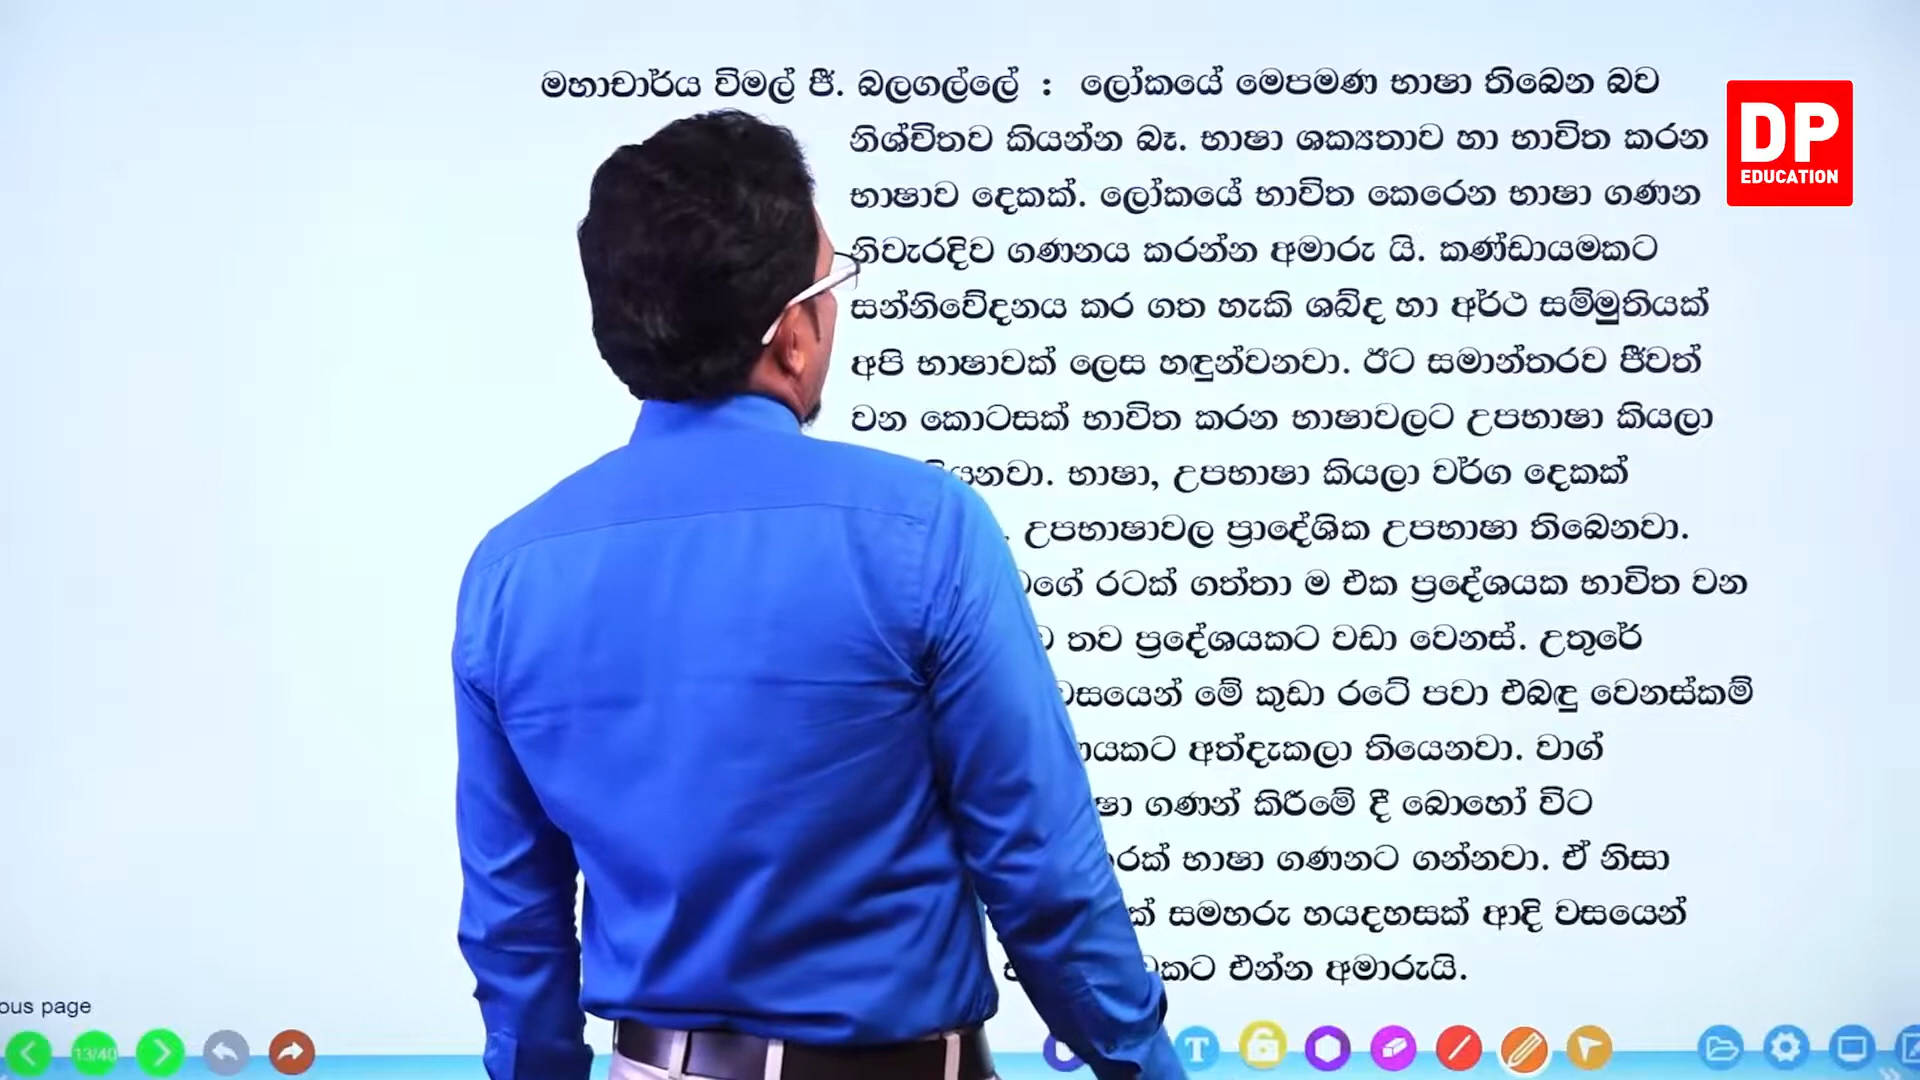 මහාචාර්ය විමල් ජී. බලගල්ලේ : ලෝකයේ මෙපමණ භාෂා තිබෙන බව
නිශ්චිතව කියන්න බෑ. භාෂා ශක්‍යතාව හා භාවිත කරන
භාෂාව දෙකක්. ලෝකයේ භාවිත කෙරෙන භාෂා ගණන
නිවැරදිව ගණනය කරන්න අමාරු යි. කණ්ඩායමකට
සන්නිවේදනය කර ගත හැකි ශබ්ද හා අර්ථ සම්මුතියක්
අපි භාෂාවක් ලෙස හඳුන්වනවා. ඊට සමාන්තරව ජීවත්
වන කොටසක් භාවිත කරන භාෂාවලට උපභාෂා කියලා
භාෂා, උපභාෂා කියලා වර්ග දෙකක්
උපභාෂාවල ප්‍රාදේශික උපභාෂා තිබෙනවා.
රටක් ගත්තා ම එක ප්‍රදේශයක භාවිත වන
තව ප්‍රදේශයකට වඩා වෙනස්. උතුරේ
මේ කුඩා රටේ පවා එබඳු වෙනස්කම්
අත්දැකලා තියෙනවා. වාග්
ගණන් කිරීමේ දී බොහෝ විට
භාෂා ගණනට ගන්නවා. ඒ නිසා
සමහරු හයදහසක් ආදි වසයෙන්
එන්න අමාරුයි.
DP
EDUCATION
page
13/40
T